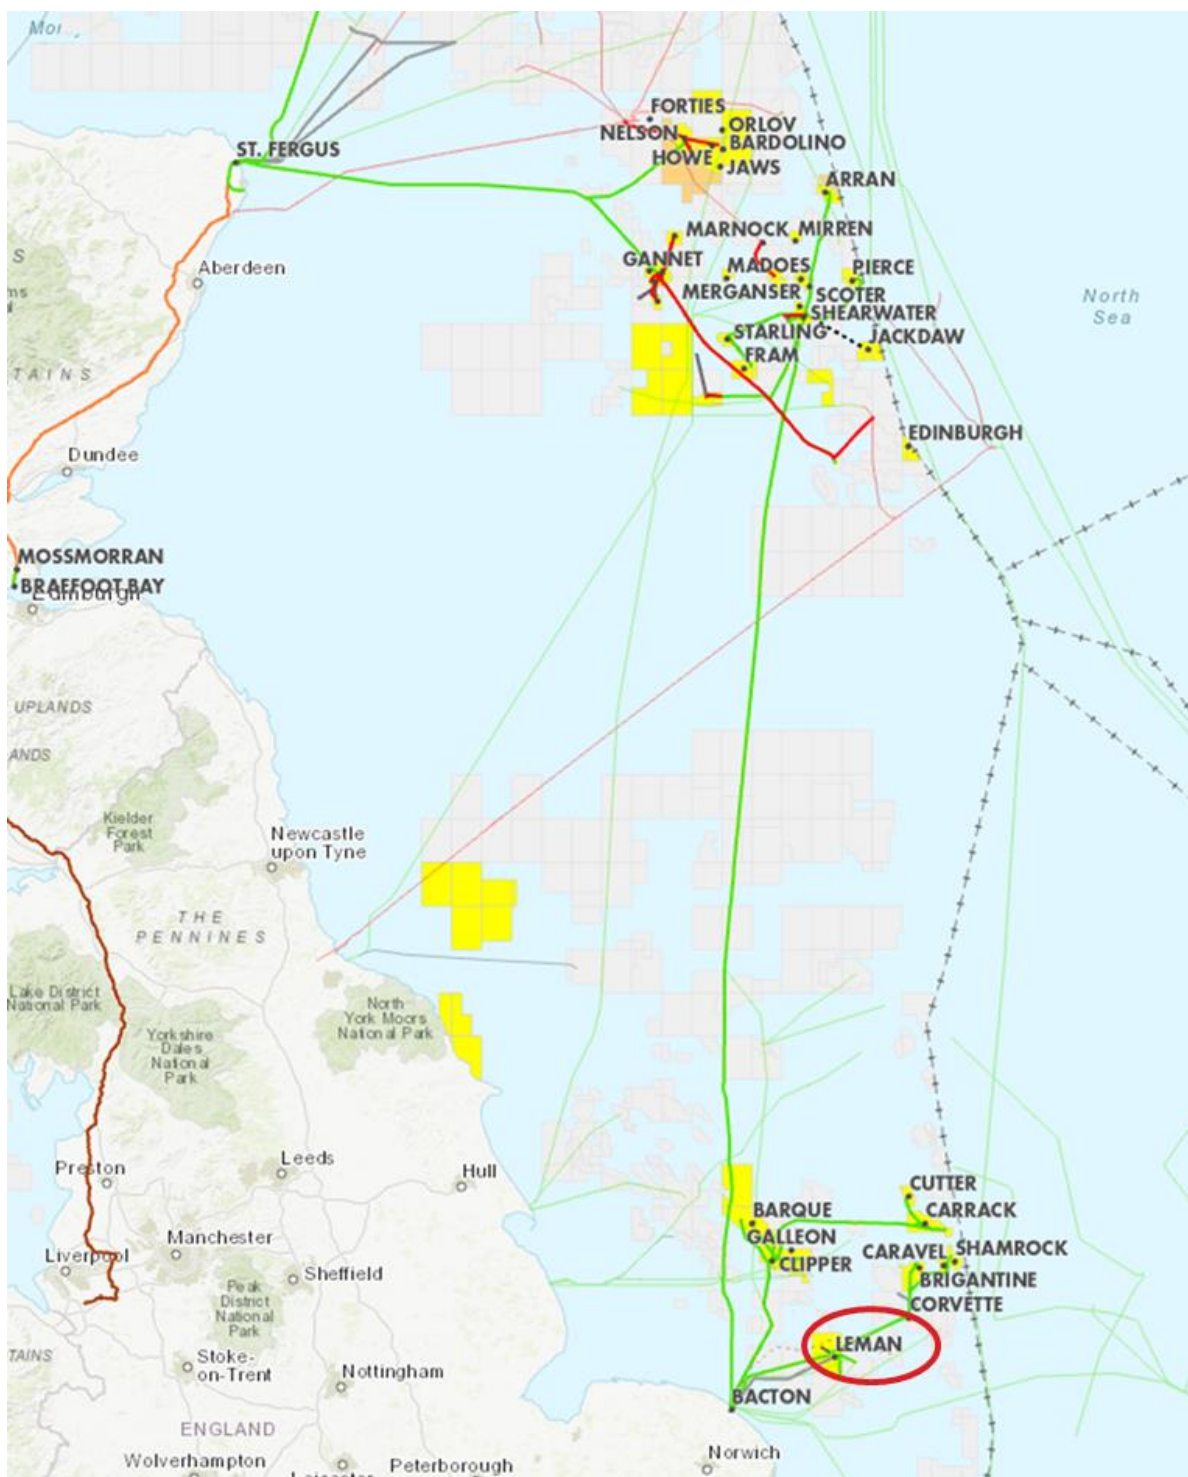 FORTIES
ORLOV
NELSON
BARDOLINO
HOWE
JAWS
ST. FERGUS
ARRAN
MARNOCK
MIRREN
GANNET
MADOES
PIERCE
Aberdeen
MERGANSER
SCOTER
North
Sea
SHEARWATER
STARLING
JACKDAW
FRAM
TAINS
EDINBURGH
Dundee
MOSSMORRAN
BRAEFOOT BAY
Edinburgh
UPLANDS
ANDS
Kielder
Forest
Park
Newcastle
upon Tyne
THE
PENNINES
Lake District
National Park
North
York Moors
National Park
Yorkshire
Dales
National
Park
Preston
Leeds
Hull
CUTTER
BARQUE
CARRACK
GALLEON
Manchester
CARAVEL
SHAMROCK
Liverpool
CLIPPER
Sheffield
BRIGANTINE
Peak
District
National
Park
CORVETTE
LEMAN
TAINS
Stoke-
on-Trent
Nottingham
BACTON
ENGLAND
Norwich
Wolverhampton
Peterborough